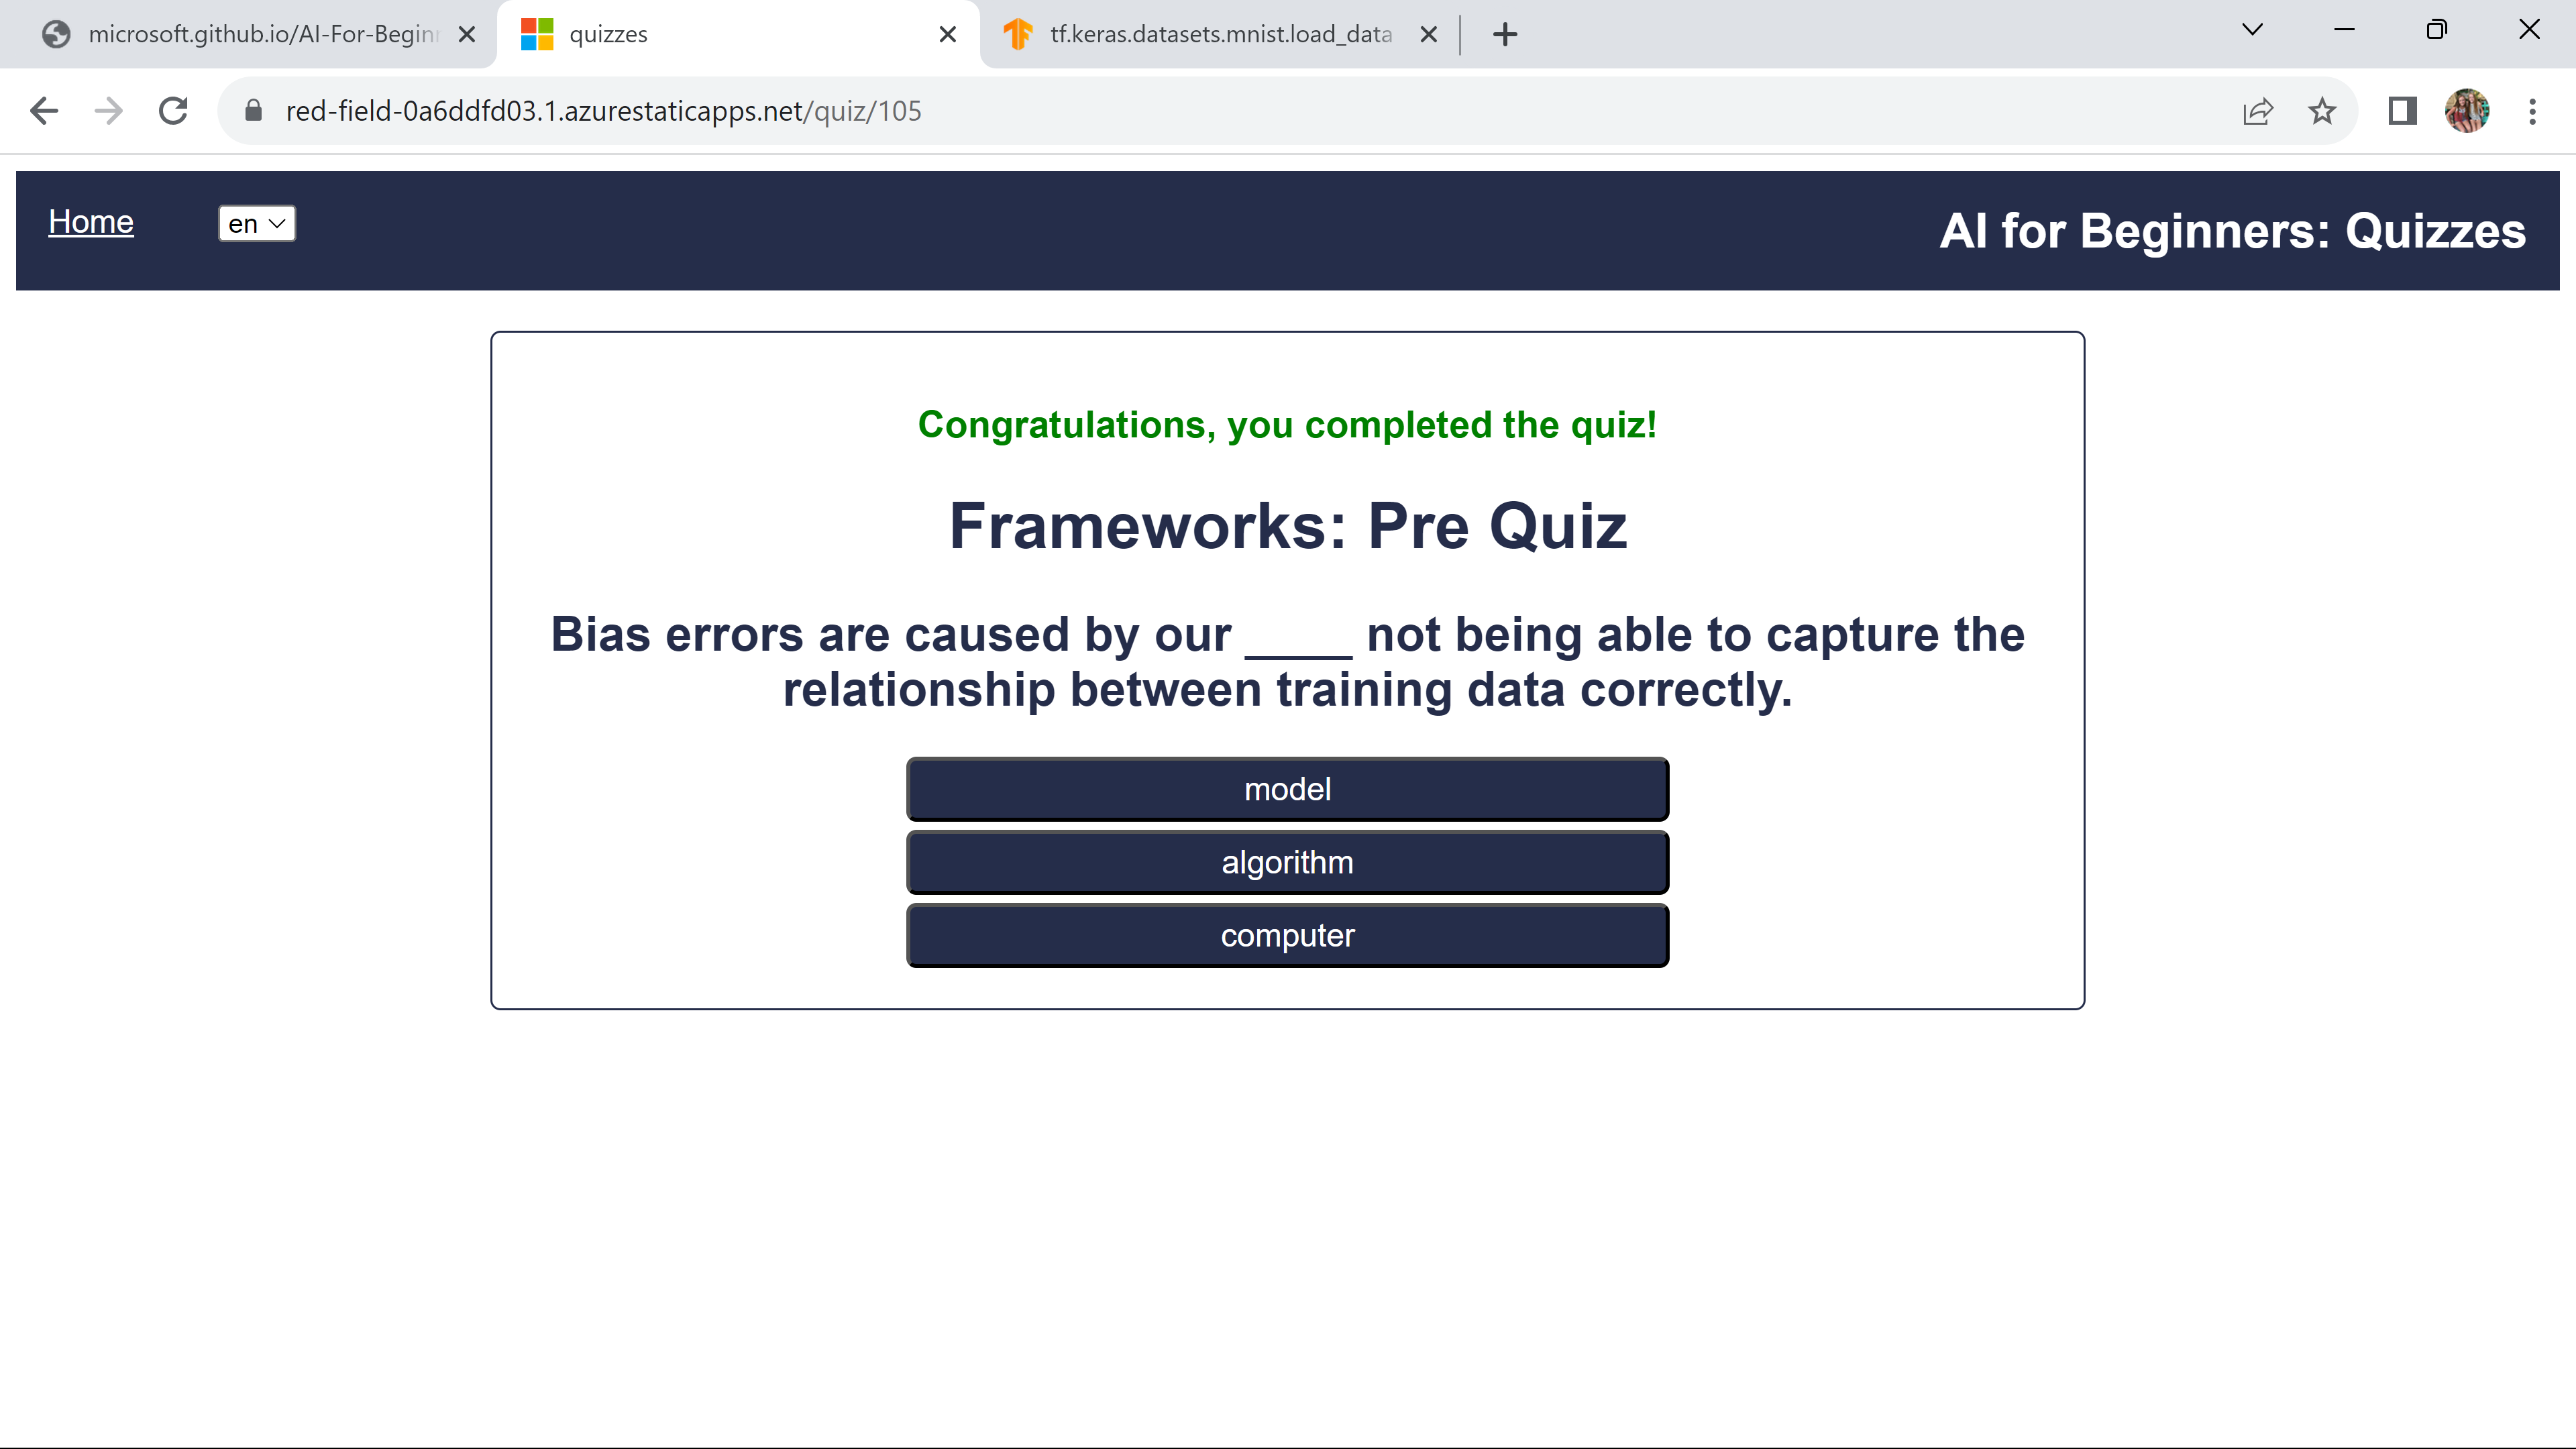 microsoft.github.io/AI-For-Begin
quizzes
tf.keras.datasets.mnist.load_data
red-field-0a6ddfd03.1.azurestaticapps.net/quiz/105
Home
en
AI for Beginners: Quizzes
Congratulations, you completed the quiz!
Frameworks: Pre Quiz
Bias errors are caused by our ____ not being able to capture the
relationship between training data correctly.
model
algorithm
computer